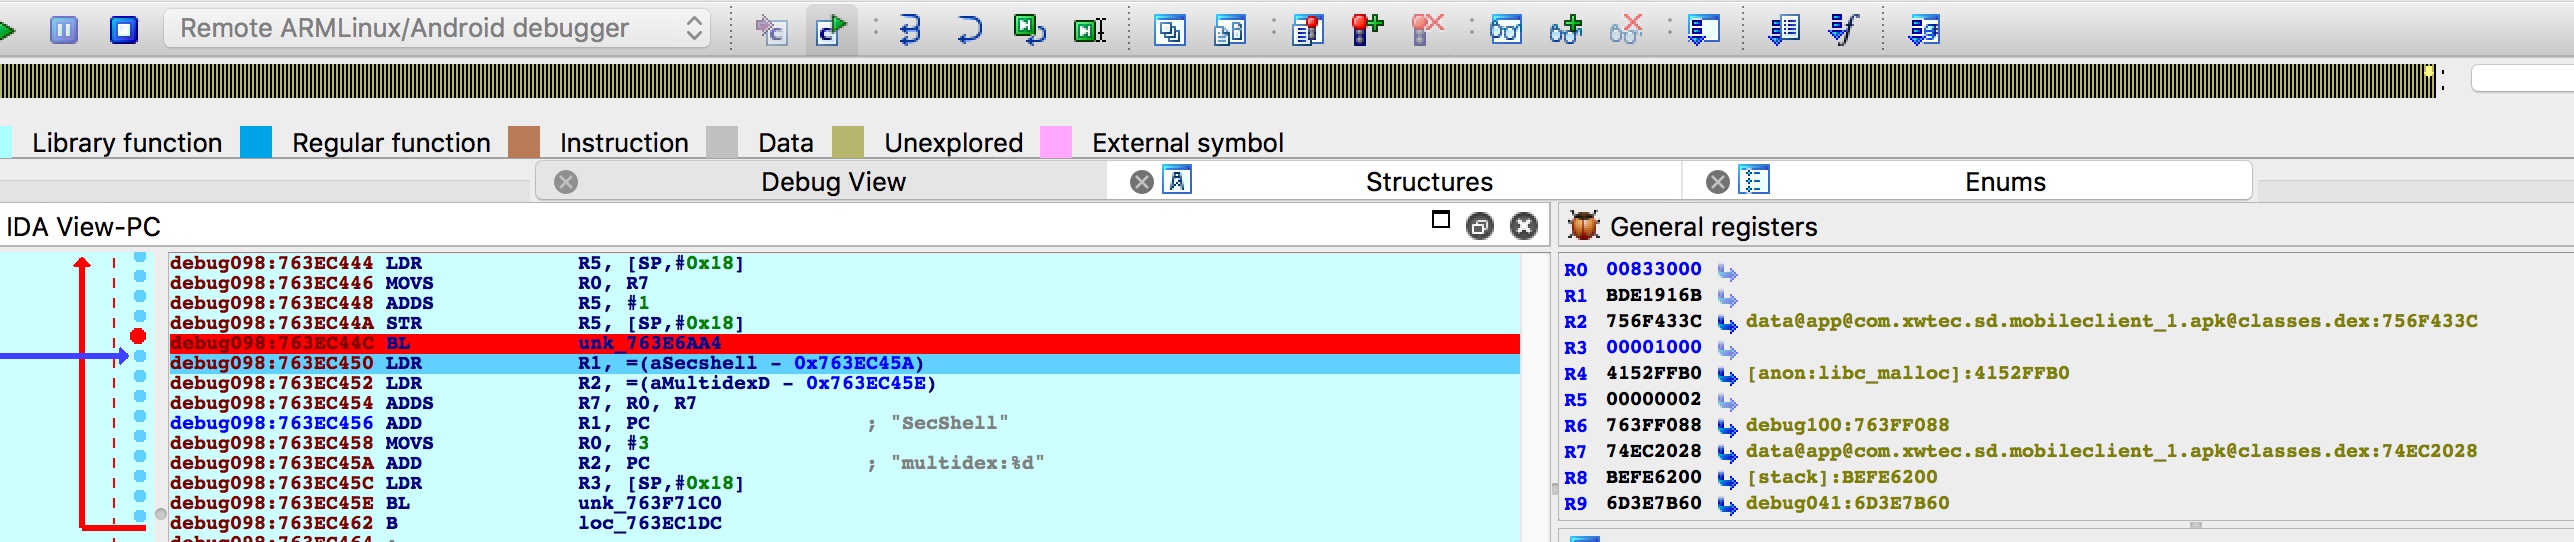 Remote ARMLinux/Android debugger
Library function Regular function Instruction Data Unexplored External symbol
Debug View Structures Enums
IDA View-PC
debug098:763EC444 LDR R5, [SP,#0x18]
debug098:763EC446 MOVS R0, R7
debug098:763EC448 ADDS R5, #1
debug098:763EC44A STR R5, [SP,#0x18]
debug098:763EC44C BL unk_763E6AA4
debug098:763EC450 LDR R1, =(aSecshell - 0x763EC45A)
debug098:763EC452 LDR R2, =(aMultidexD - 0x763EC45E)
debug098:763EC454 ADDS R7, R0, R7
debug098:763EC456 ADD R1, PC ; "SecShell"
debug098:763EC458 MOVS R0, #3
debug098:763EC45A ADD R2, PC ; "multidex:%d"
debug098:763EC45C LDR R3, [SP,#0x18]
debug098:763EC45E BL unk_763F71C0
debug098:763EC462 B loc_763EC1DC
debug098:763EC464 ;
General registers
R0 00833000
R1 BDE1916B
R2 756F433C data@app@com.xwtec.sd.mobileclient_1.apk@classes.dex:756F433C
R3 00001000
R4 4152FFB0 [anon:libc_malloc]:4152FFB0
R5 00000002
R6 763FF088 debug100:763FF088
R7 74EC2028 data@app@com.xwtec.sd.mobileclient_1.apk@classes.dex:74EC2028
R8 BEFE6200 [stack]:BEFE6200
R9 6D3E7B60 debug041:6D3E7B60